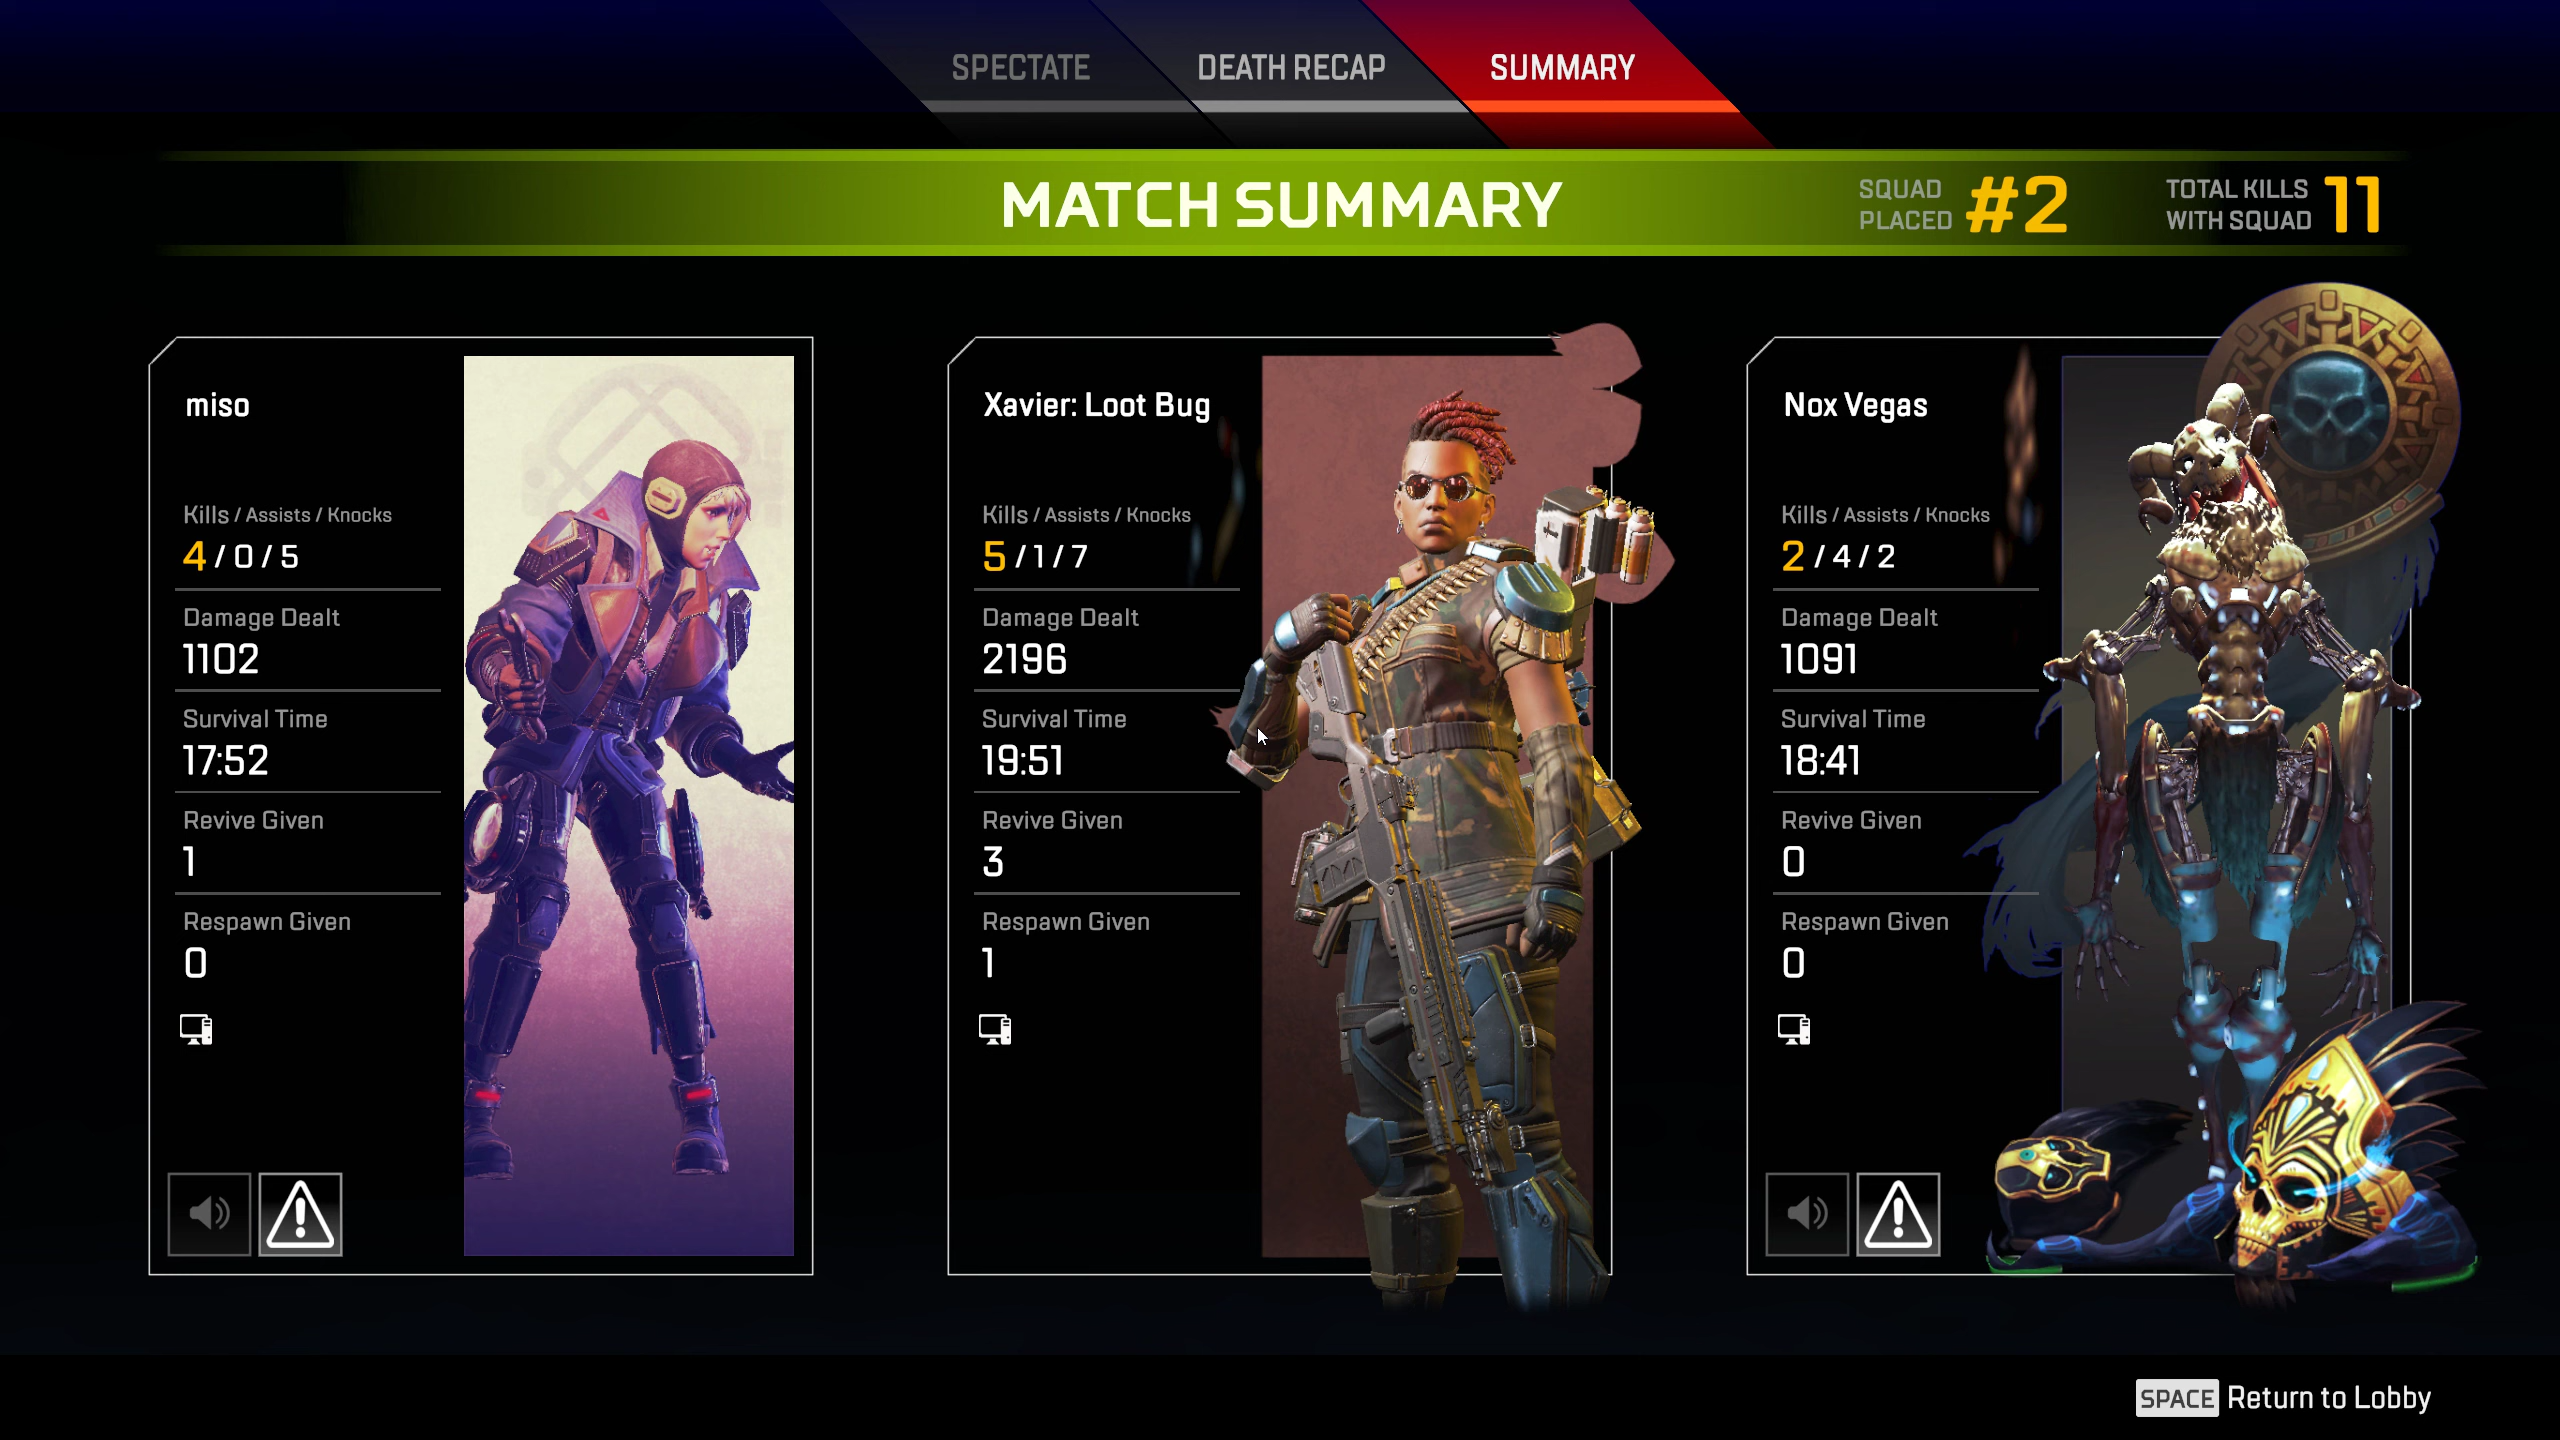 SPECTATE
DEATH RECAP
SUMMARY
MATCH SUMMARY
SQUAD
PLACED
#2
TOTAL KILLS
WITH SQUAD
11
miso
Kills / Assists / Knocks
4 / 0 / 5
Damage Dealt
1102
Survival Time
17:52
Revive Given
1
Respawn Given
0
Xavier: Loot Bug
Kills / Assists / Knocks
5 / 1 / 7
Damage Dealt
2196
Survival Time
19:51
Revive Given
3
Respawn Given
1
Nox Vegas
Kills / Assists / Knocks
2 / 4 / 2
Damage Dealt
1091
Survival Time
18:41
Revive Given
0
Respawn Given
0
SPACE Return to Lobby